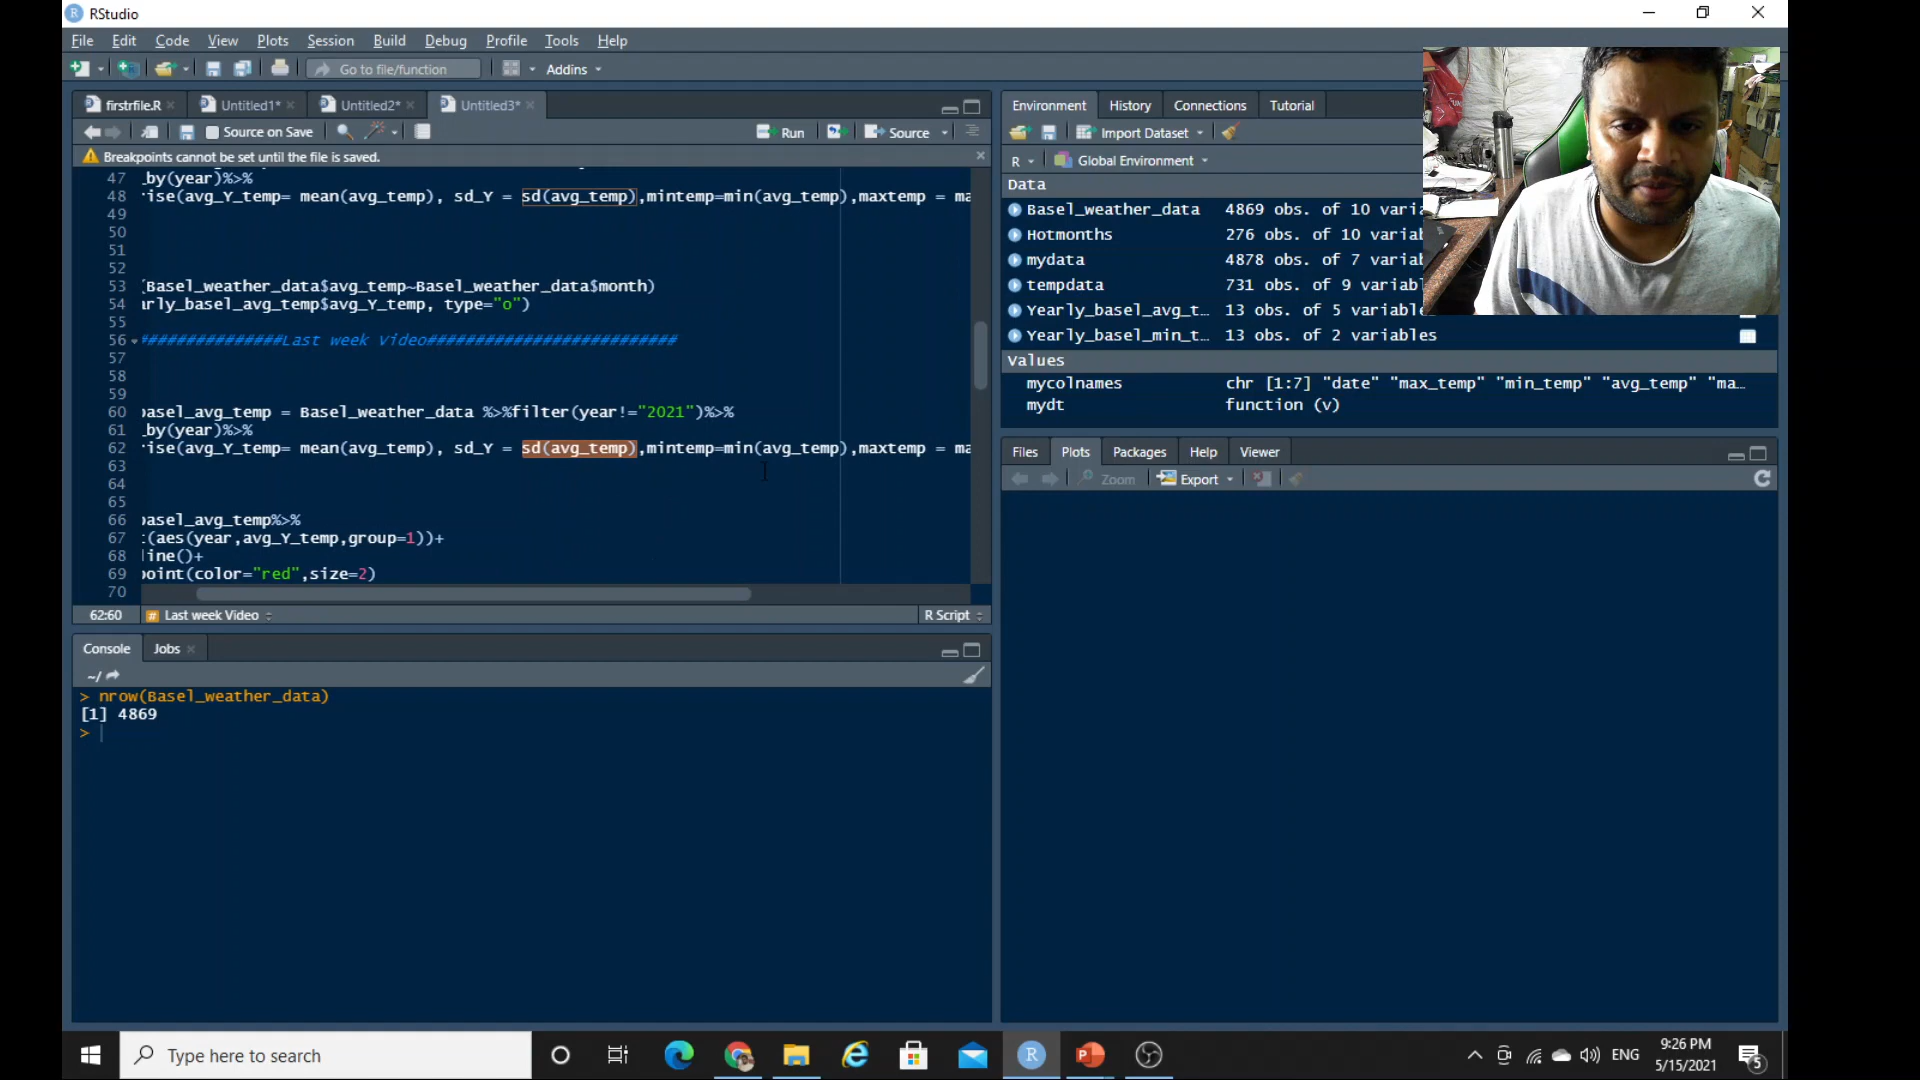 RStudio
File Edit Code View Plots Session Build Debug Profile Tools Help
Go to file/function Addins
firstrfile.R Untitled1* Untitled2* Untitled3*
Source on Save Run Source
Breakpoints cannot be set until the file is saved.
47 _by(year)%>%
48 rise(avg_Y_temp= mean(avg_temp), sd_Y = sd(avg_temp),mintemp=min(avg_temp),maxtemp = ma
49
50
51
52
53 (Basel_weather_data$avg_temp~Basel_weather_data$month)
54 arly_basel_avg_temp$avg_Y_temp, type="o")
55
56 ###############Last week Video##########################
57
58
59
60 basel_avg_temp = Basel_weather_data %>%filter(year!="2021")%>%
61 _by(year)%>%
62 rise(avg_Y_temp= mean(avg_temp), sd_Y = sd(avg_temp),mintemp=min(avg_temp),maxtemp = ma
63
64
65
66 basel_avg_temp%>%
67 t(aes(year,avg_Y_temp,group=1))+
68 line()+
69 point(color="red",size=2)
70
62:60 # Last week Video R Script
Console Jobs
~/
> nrow(Basel_weather_data)
[1] 4869
>
Environment History Connections Tutorial
Import Dataset
R Global Environment
Data
Basel_weather_data 4869 obs. of 10 varia
Hotmonths 276 obs. of 10 variab
mydata 4878 obs. of 7 variab
tempdata 731 obs. of 9 variab
Yearly_basel_avg_t… 13 obs. of 5 variable
Yearly_basel_min_t… 13 obs. of 2 variables
Values
mycolnames chr [1:7] "date" "max_temp" "min_temp" "avg_temp" "ma…
mydt function (v)
Files Plots Packages Help Viewer
Zoom Export
Type here to search
ENG
9:26 PM
5/15/2021
5